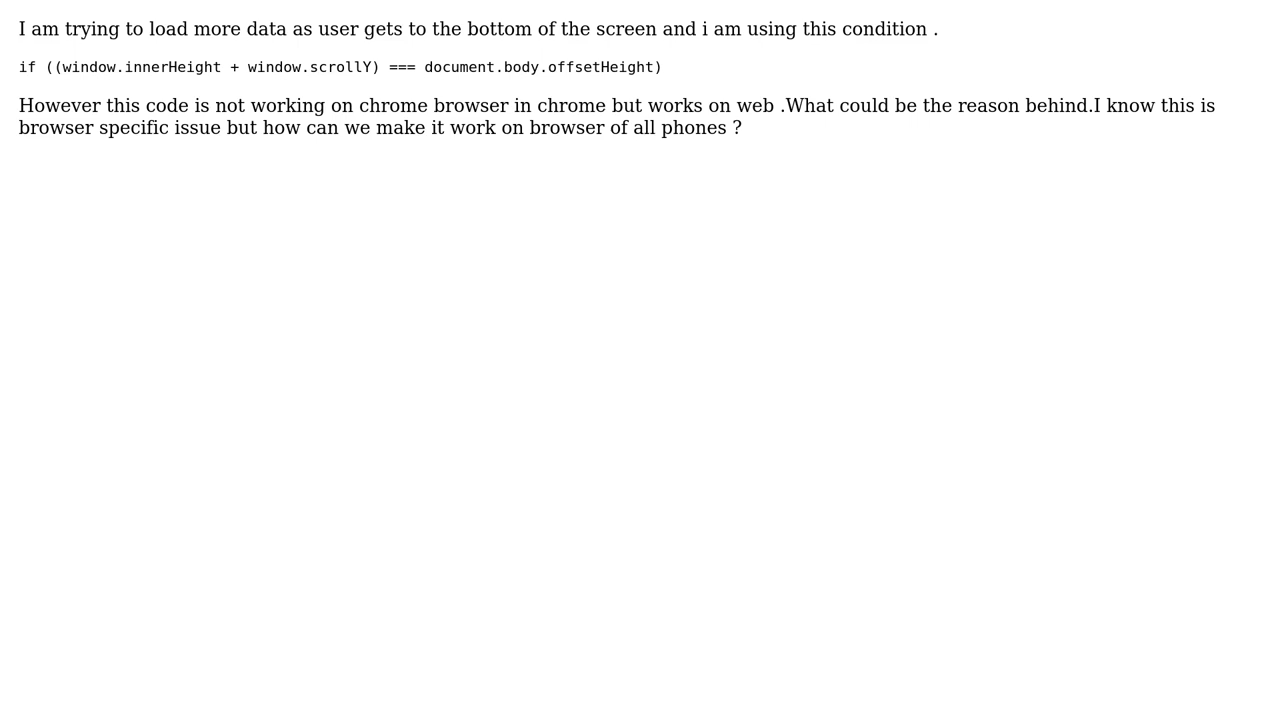 I am trying to load more data as user gets to the bottom of the screen and i am using this condition .
if ((window.innerHeight + window.scrollY) === document.body.offsetHeight)
However this code is not working on chrome browser in chrome but works on web .What could be the reason behind.I know this is
browser specific issue but how can we make it work on browser of all phones ?